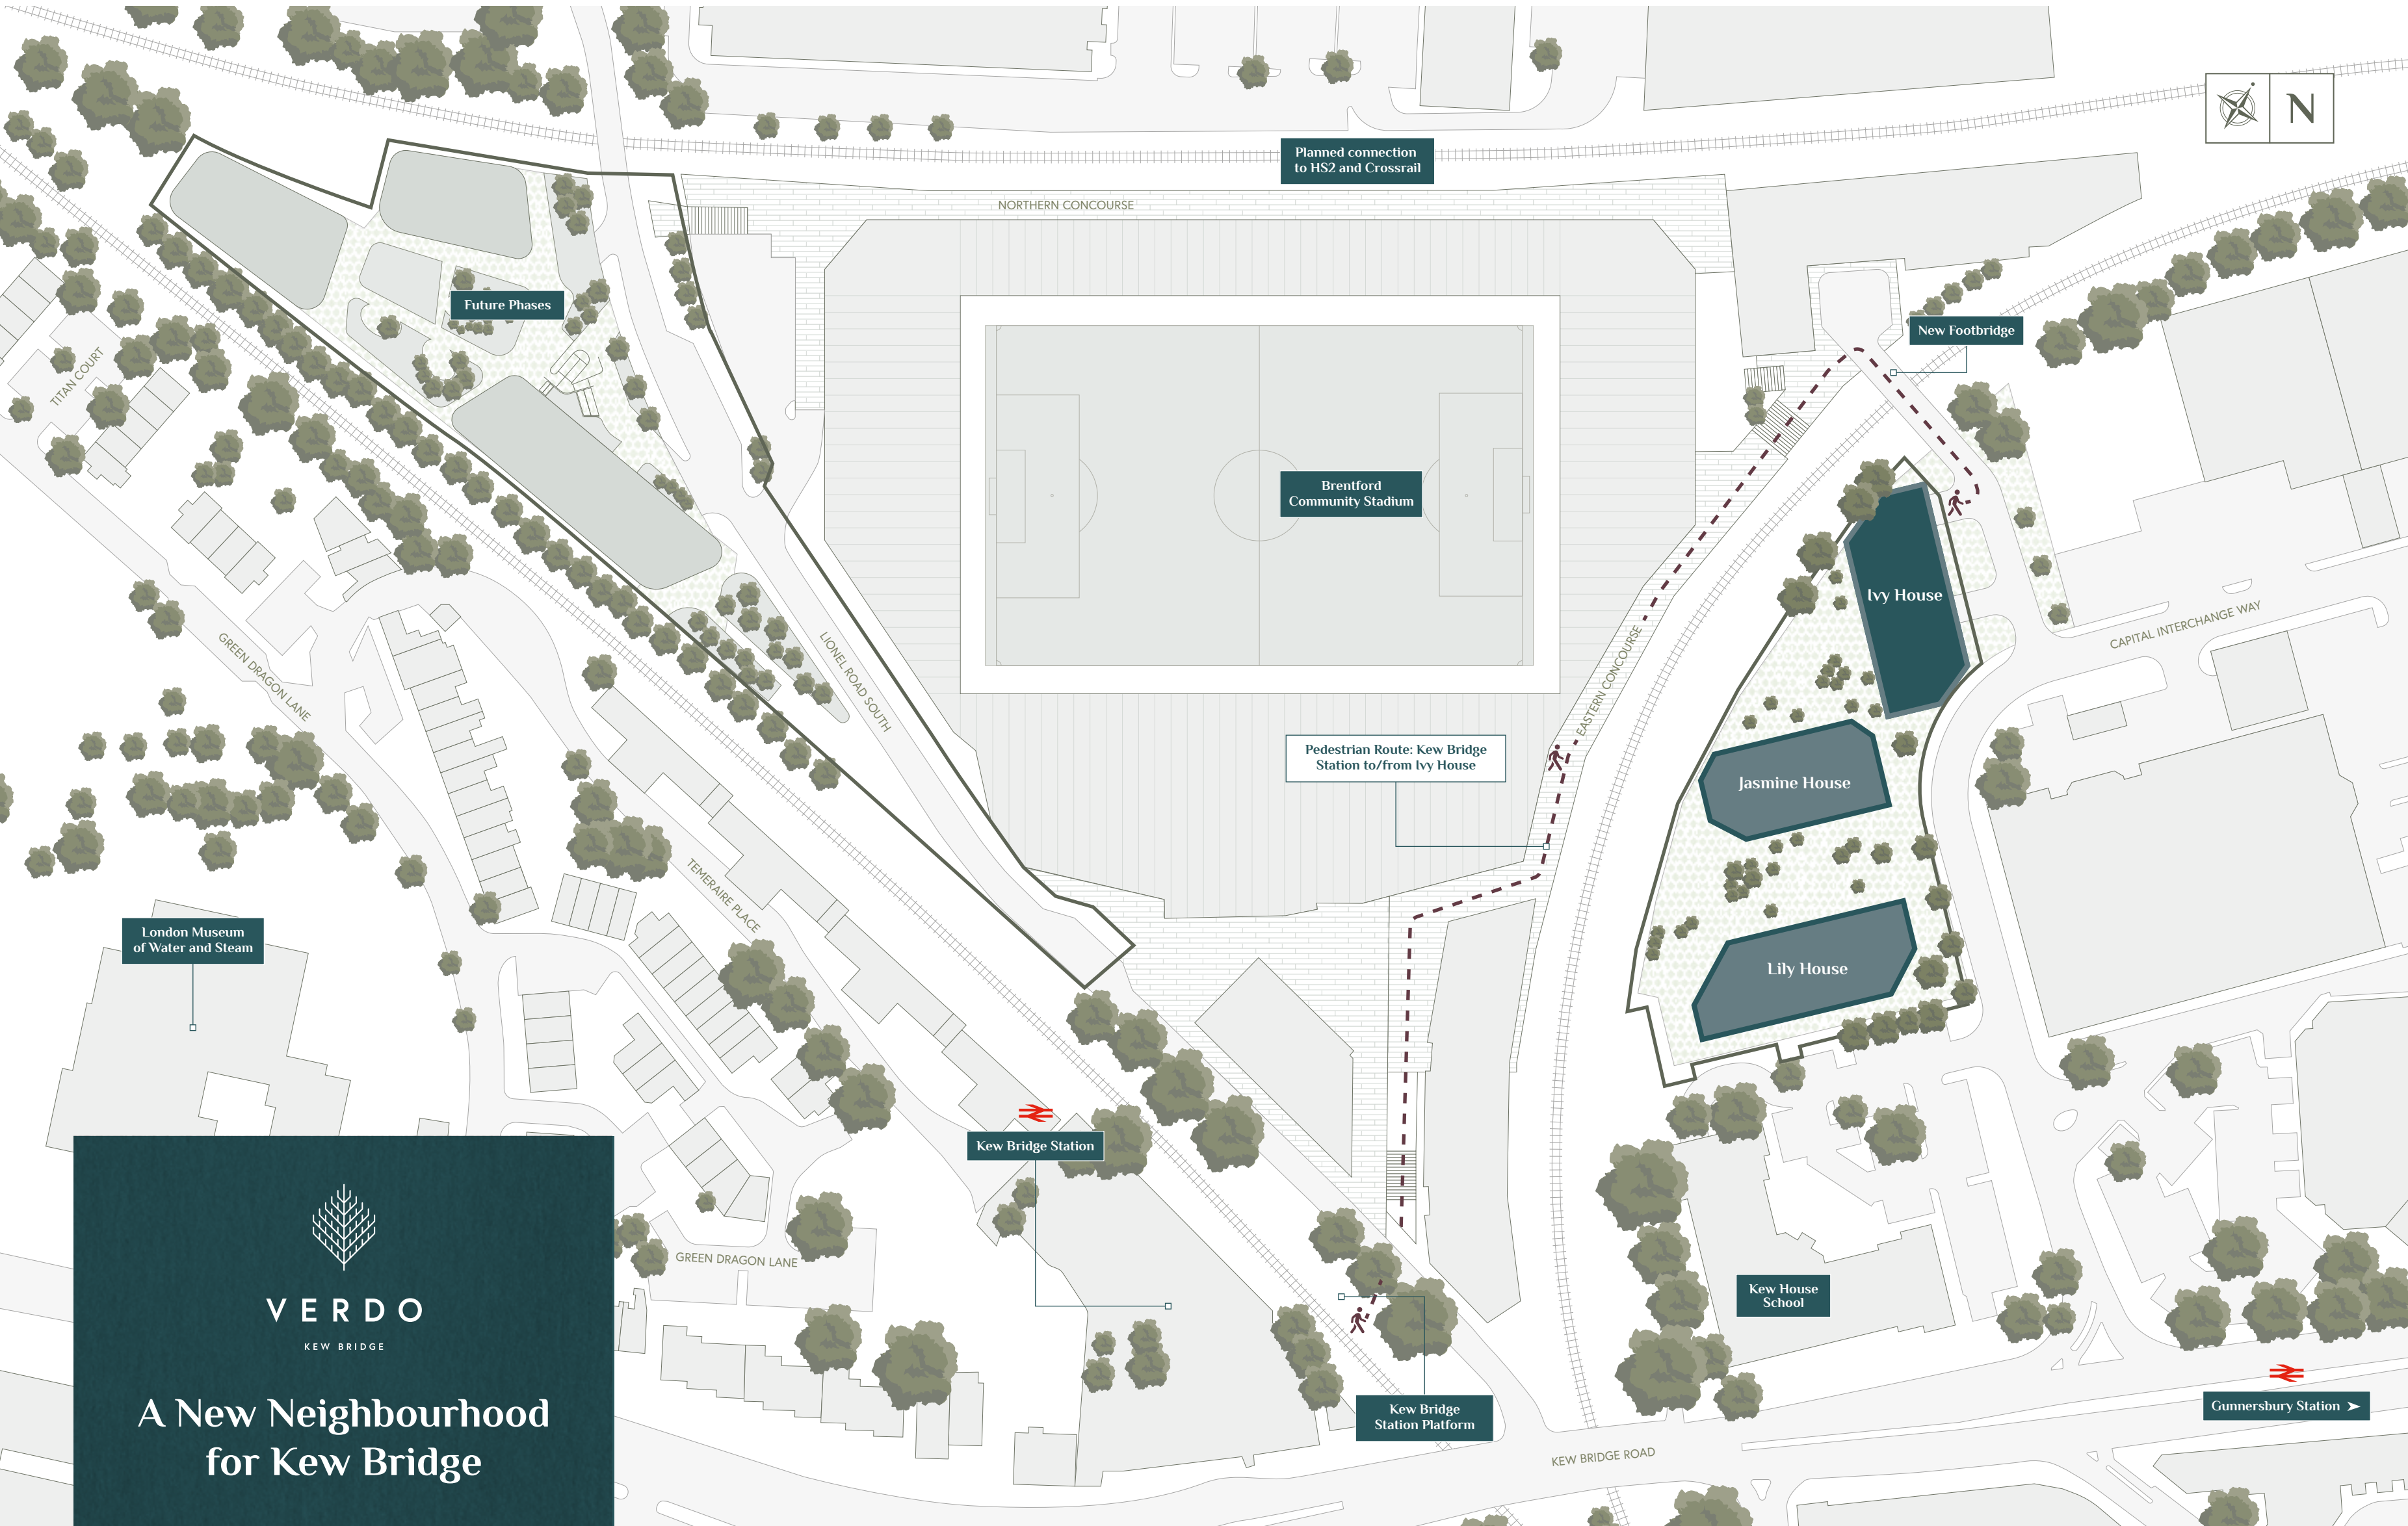 N
Planned connection
to HS2 and Crossrail
NORTHERN CONCOURSE
Future Phases
New Footbridge
TITAN COURT
Brentford
Community Stadium
Ivy House
CAPITAL INTERCHANGE WAY
GREEN DRAGON LANE
LIONEL ROAD SOUTH
EASTERN CONCOURSE
Pedestrian Route: Kew Bridge
Station to/from Ivy House
Jasmine House
TEMERAIRE PLACE
London Museum
of Water and Steam
Lily House
Kew Bridge Station
GREEN DRAGON LANE
Kew House
School
Kew Bridge
Station Platform
Gunnersbury Station
KEW BRIDGE ROAD
VERDO
KEW BRIDGE
A New Neighbourhood
for Kew Bridge